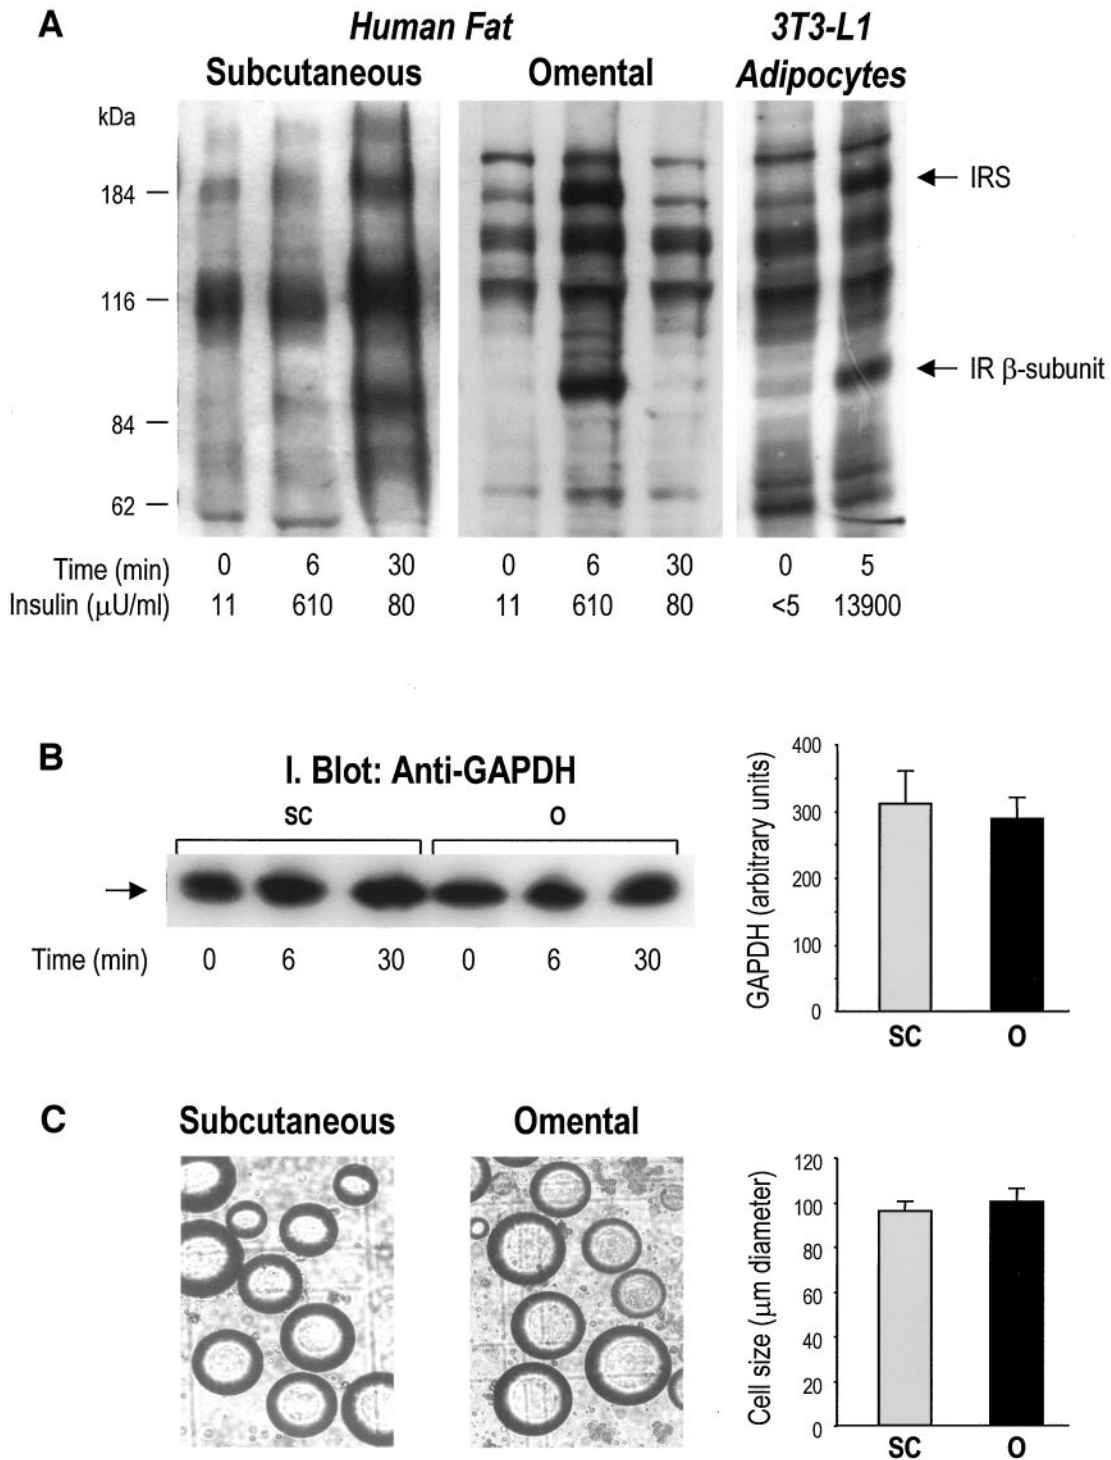 A
Human Fat
3T3-L1
Subcutaneous
Omental
Adipocytes
kDa
184
116
84
62
IRS
IR β-subunit
Time (min) 0 6 30 0 6 30 0 5
Insulin (μU/ml) 11 610 80 11 610 80 <5 13900
B
I. Blot: Anti-GAPDH
SC O
Time (min) 0 6 30 0 6 30
GAPDH (arbitrary units)
400
300
200
100
0
SC O
C
Subcutaneous
Omental
Cell size (μm diameter)
120
100
80
60
40
20
0
SC O